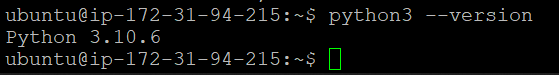 ubuntu@ip-172-31-94-215:~$ python3 --version
Python 3.10.6
ubuntu@ip-172-31-94-215:~$